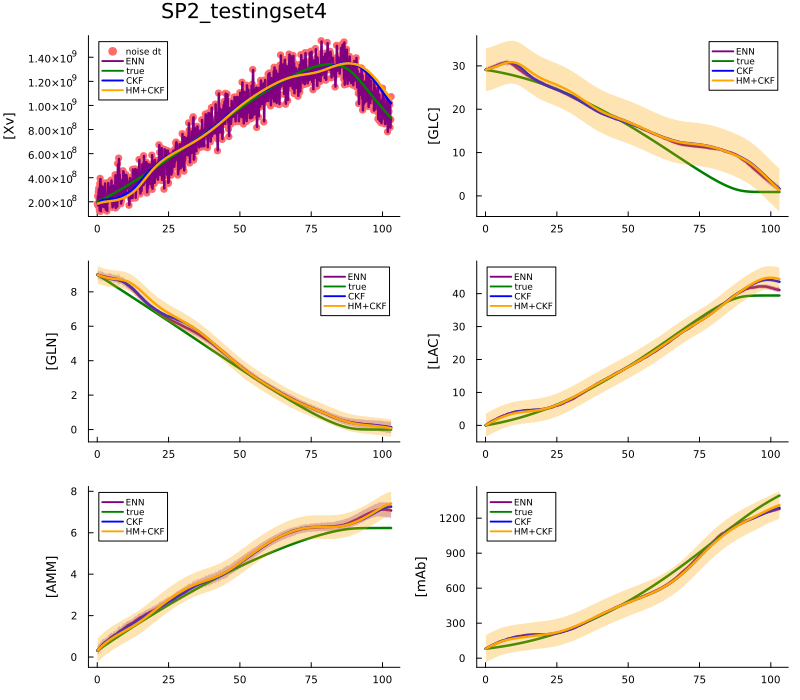 SP2_testingset4
[Xv]
1.40×10⁹
1.20×10⁹
1.00×10⁹
8.00×10⁸
6.00×10⁸
4.00×10⁸
2.00×10⁸
noise dt
ENN
true
CKF
HM+CKF
0 25 50 75 100
[GLC]
30
20
10
0
ENN
true
CKF
HM+CKF
0 25 50 75 100
[GLN]
8
6
4
2
0
ENN
true
CKF
HM+CKF
0 25 50 75 100
[LAC]
40
30
20
10
0
ENN
true
CKF
HM+CKF
0 25 50 75 100
[AMM]
8
6
4
2
0
ENN
true
CKF
HM+CKF
0 25 50 75 100
[mAb]
1200
900
600
300
0
ENN
true
CKF
HM+CKF
0 25 50 75 100